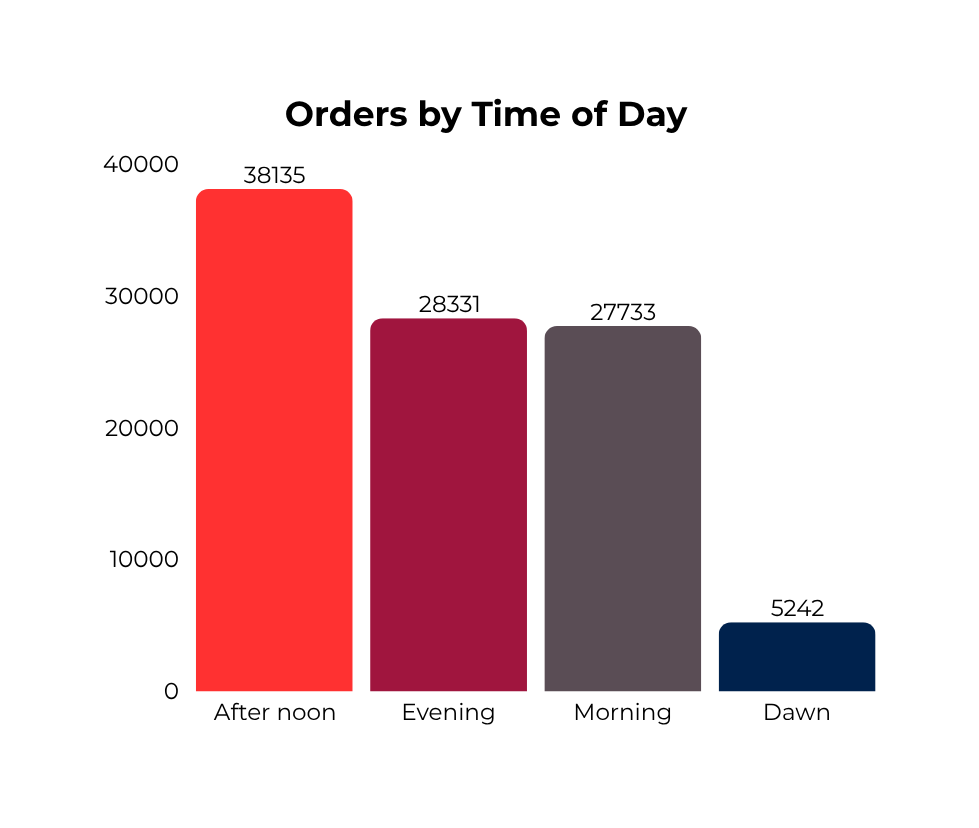 Orders by Time of Day
40000
38135
30000
28331
27733
20000
10000
5242
0
After noon
Evening
Morning
Dawn